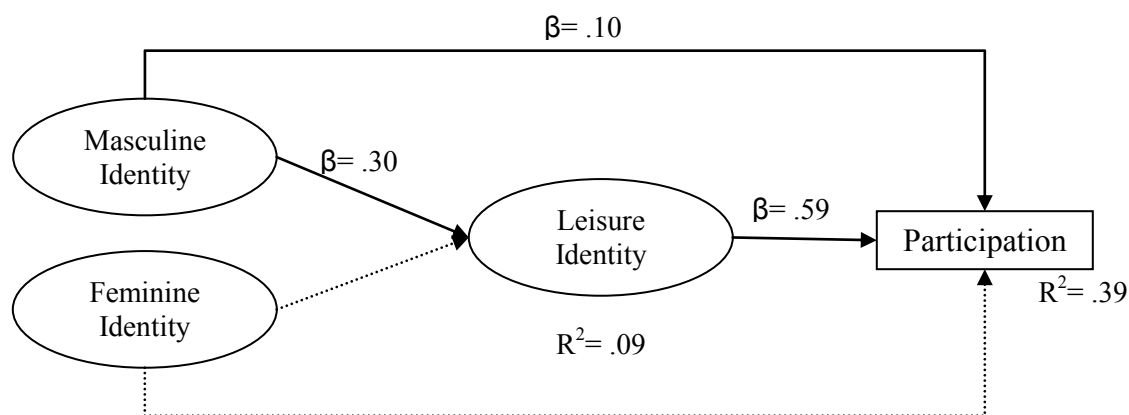 β= .10
Masculine
Identity
β= .30
Leisure
Identity
β= .59
Participation
R²= .39
Feminine
Identity
R²= .09